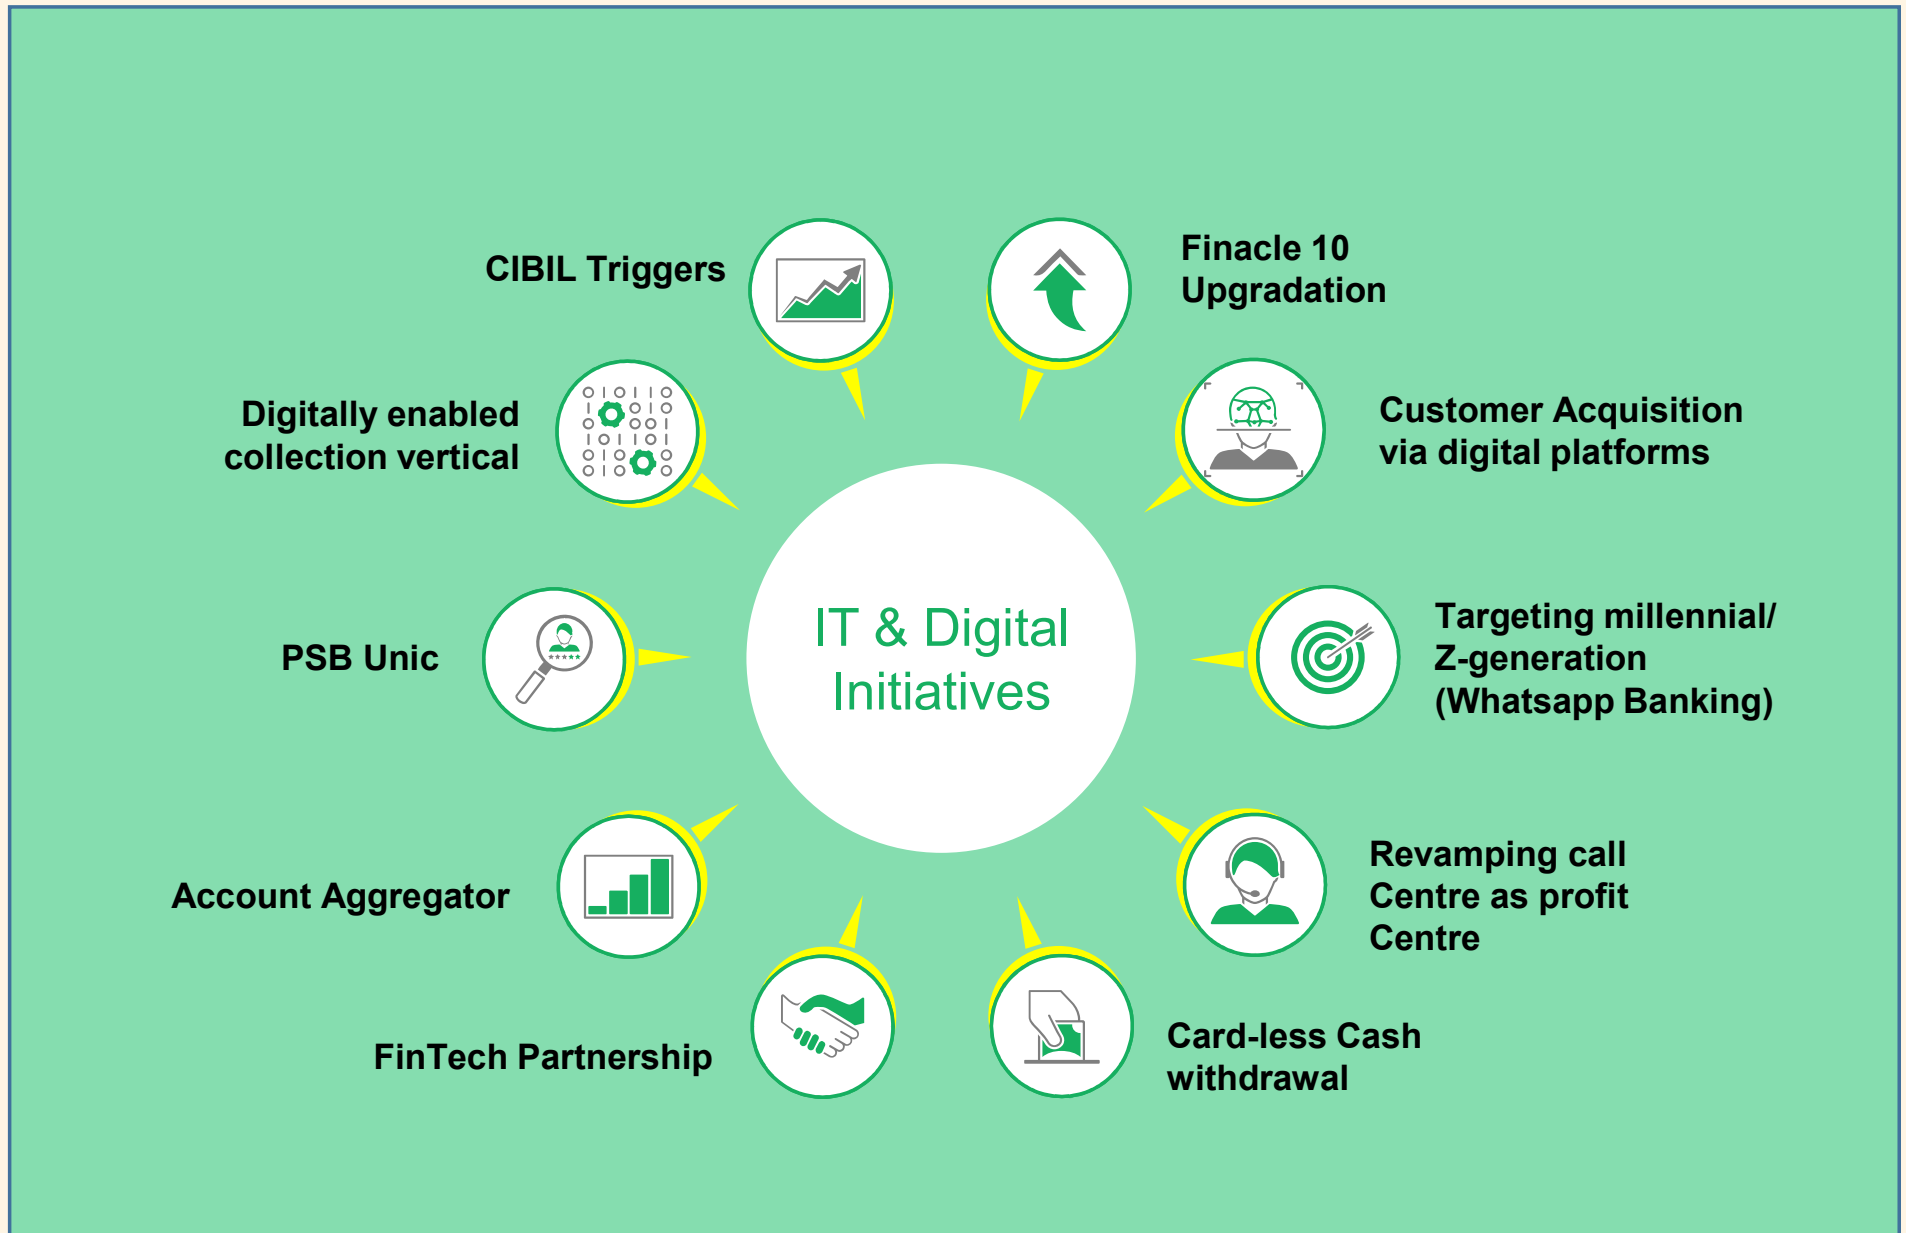 CIBIL Triggers
Finacle 10
Upgradation
Digitally enabled
collection vertical
Customer Acquisition
via digital platforms
IT & Digital
Initiatives
PSB Unic
Targeting millennial/
Z-generation
(Whatsapp Banking)
Account Aggregator
Revamping call
Centre as profit
Centre
FinTech Partnership
Card-less Cash
withdrawal